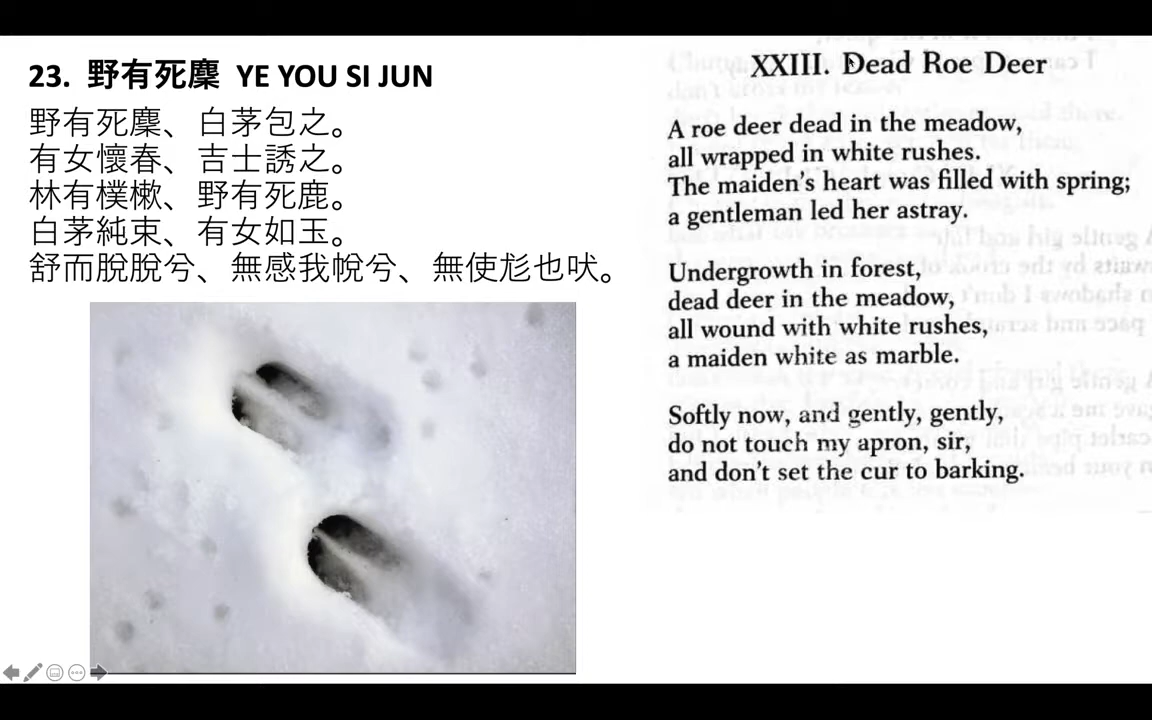 23. 野有死麇 YE YOU SI JUN
野有死麇、白茅包之。
有女懷春、吉士誘之。
林有樸樕、野有死鹿。
白茅純束、有女如玉。
舒而脫脫兮、無感我帨兮、無使尨也吠。
XXIII. Dead Roe Deer
A roe deer dead in the meadow,
all wrapped in white rushes.
The maiden's heart was filled with spring;
a gentleman led her astray.
Undergrowth in forest,
dead deer in the meadow,
all wound with white rushes,
a maiden white as marble.
Softly now, and gently, gently,
do not touch my apron, sir,
and don't set the cur to barking.